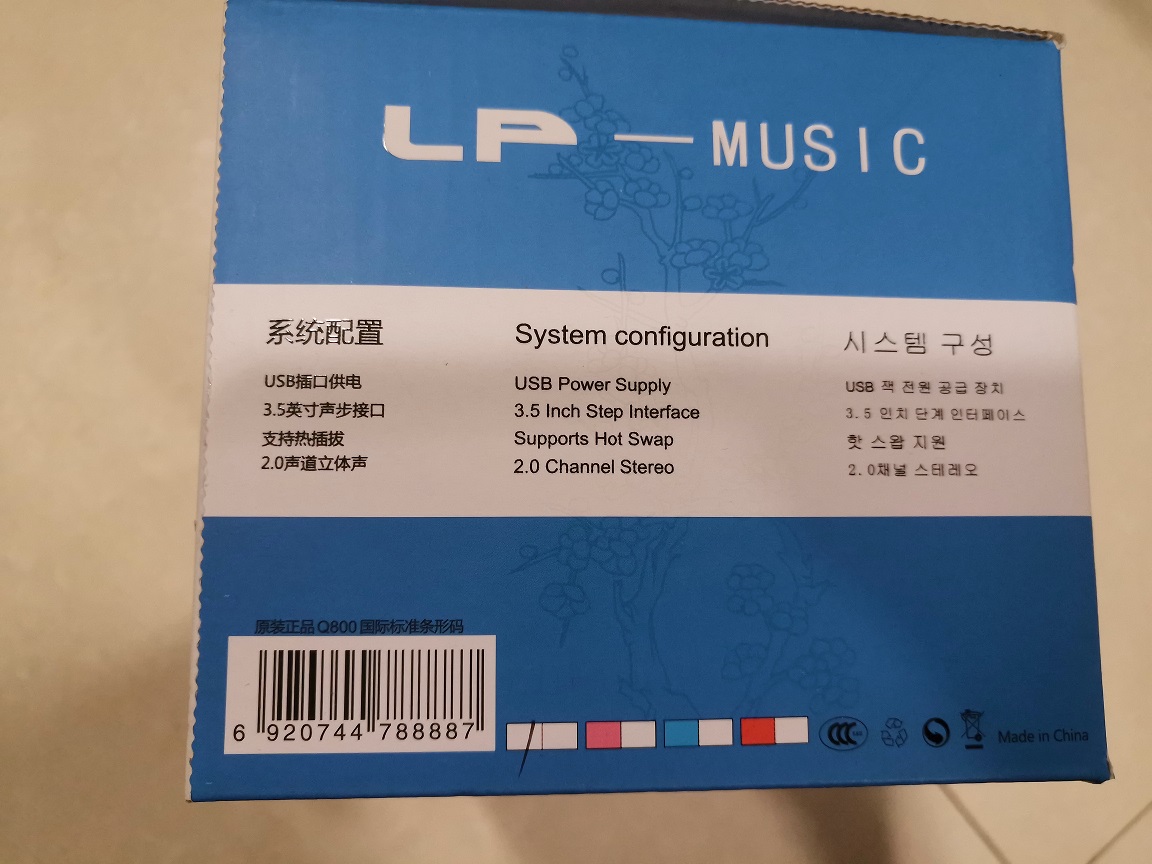 LP—MUSIC
系统配置
USB插口供电
3.5英寸声步接口
支持热插拔
2.0声道立体声
System configuration
USB Power Supply
3.5 Inch Step Interface
Supports Hot Swap
2.0 Channel Stereo
시스템 구성
USB 잭 전원 공급 장치
3.5 인치 단계 인터페이스
핫 스왑 지원
2.0채널 스테레오
原装正品 Q800 国际标准条形码
6 920744 788887
Made in China